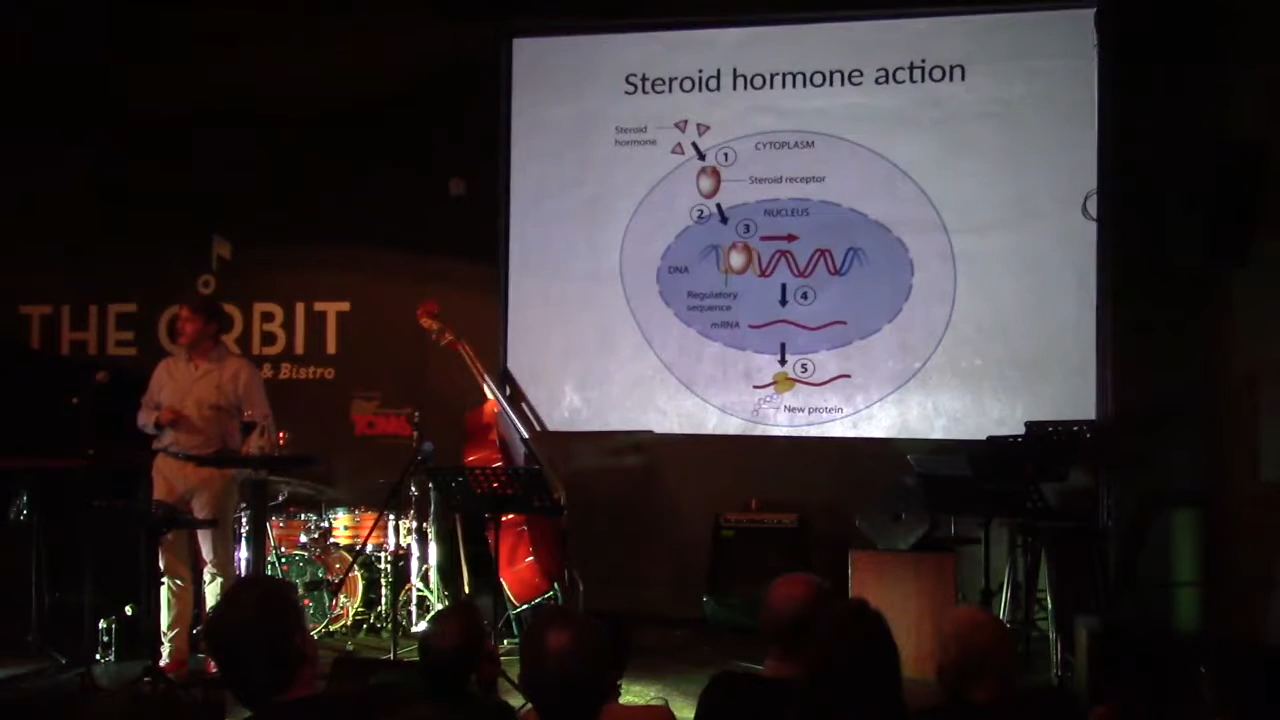 Steroid hormone action
Steroid
hormone
1
CYTOPLASM
Steroid receptor
2
NUCLEUS
3
DNA
Regulatory
sequence
4
mRNA
5
New protein
THE ORBIT
& Bistro